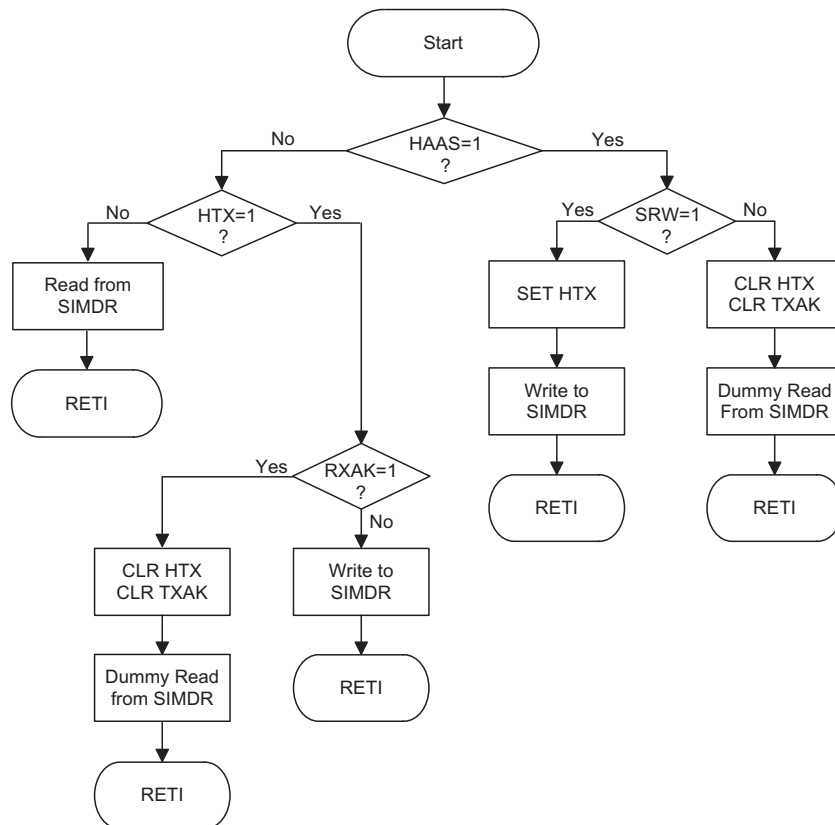 Start
No
HAAS=1
?
Yes
No
HTX=1
?
Yes
Yes
SRW=1
?
No
Read from
SIMDR
SET HTX
CLR HTX
CLR TXAK
RETI
Write to
SIMDR
Dummy Read
From SIMDR
Yes
RXAK=1
?
No
RETI
RETI
CLR HTX
CLR TXAK
Write to
SIMDR
Dummy Read
from SIMDR
RETI
RETI